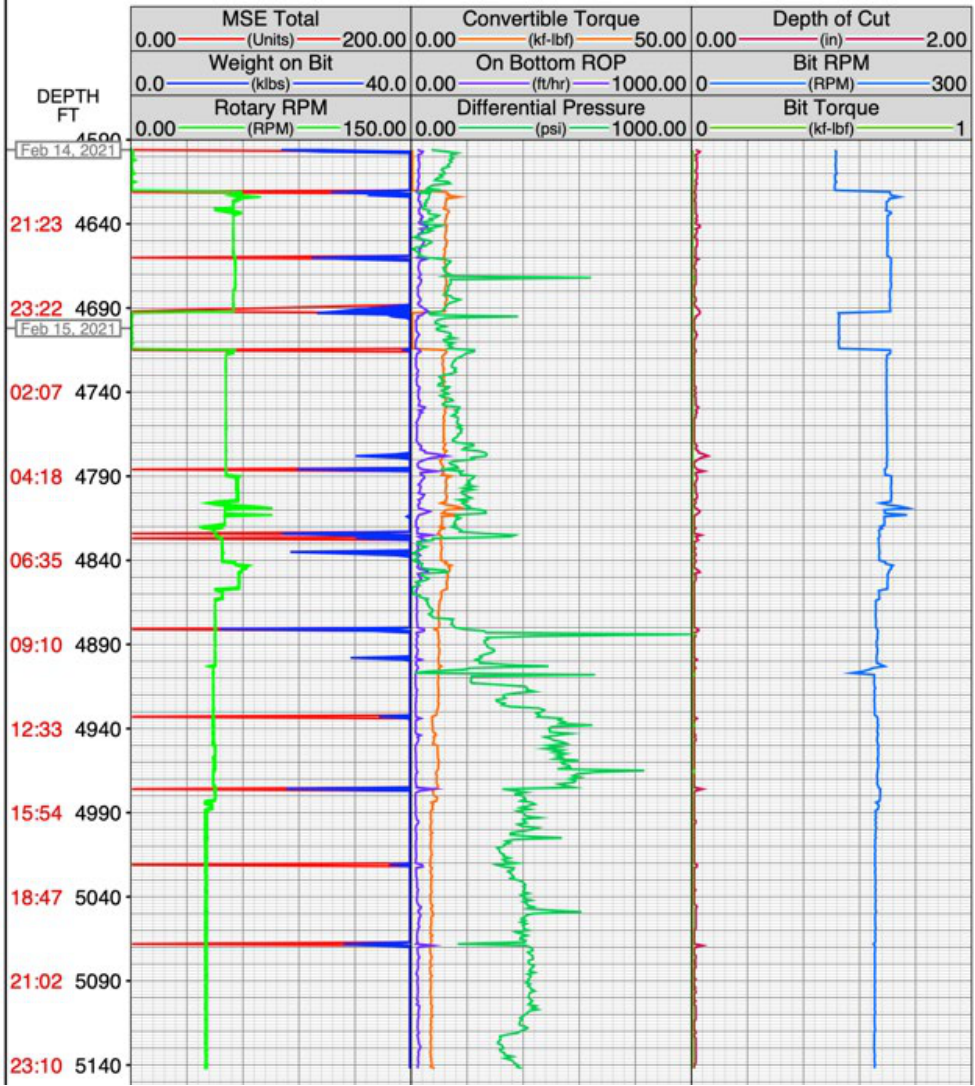 MSE Total Convertible Torque Depth of Cut
0.00 (Units) 200.00 0.00 (kf-lbf) 50.00 0.00 (in) 2.00
Weight on Bit On Bottom ROP Bit RPM
0.0 (klbs) 40.0 0.00 (ft/hr) 1000.00 0 (RPM) 300
DEPTH
FT
Rotary RPM Differential Pressure Bit Torque
0.00 (RPM) 150.00 0.00 (psi) 1000.00 0 (kf-lbf) 1
4590
Feb 14, 2021
21:23 4640
23:22 4690
Feb 15, 2021
02:07 4740
04:18 4790
06:35 4840
09:10 4890
12:33 4940
15:54 4990
18:47 5040
21:02 5090
23:10 5140